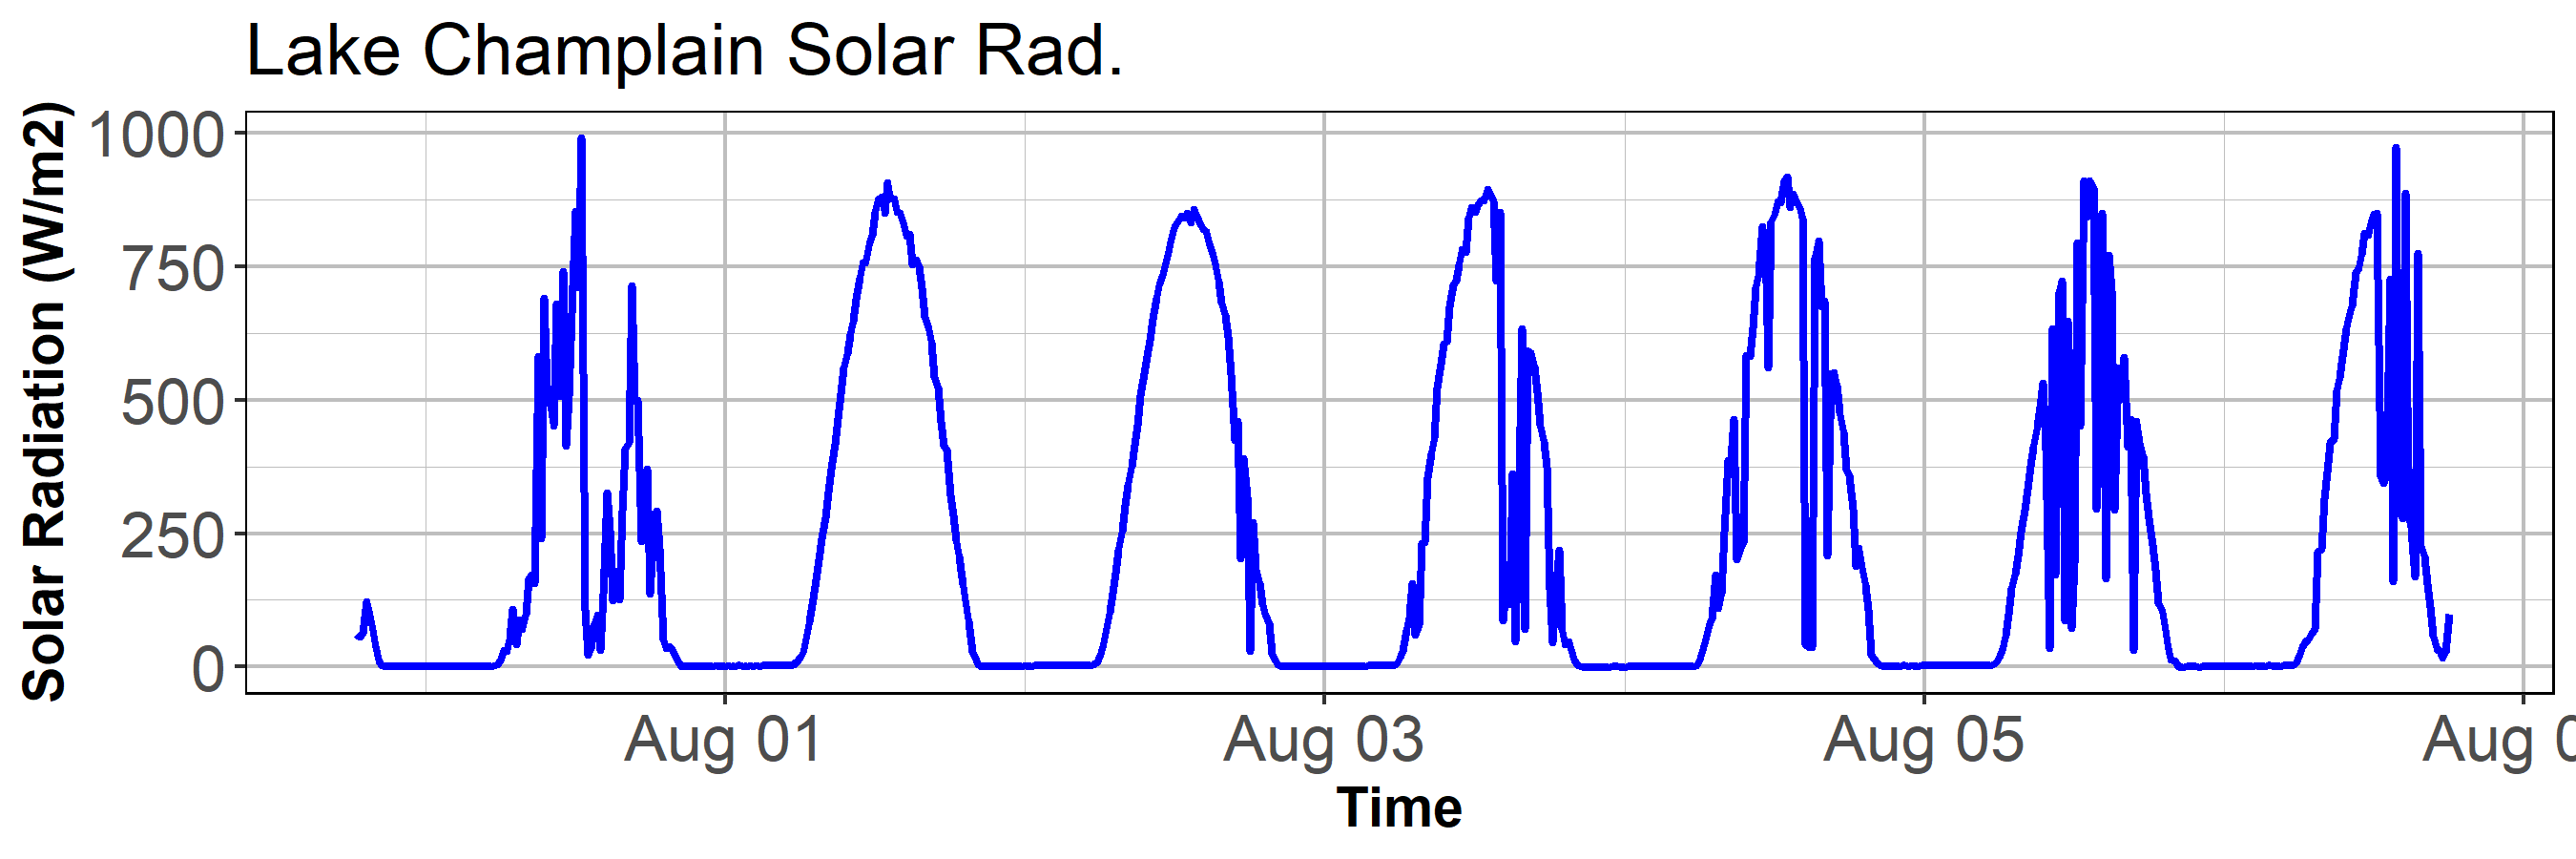 Lake Champlain Solar Rad.
Solar Radiation (W/m2)
1000
750
500
250
0
Aug 01
Aug 03
Aug 05
Aug
Time